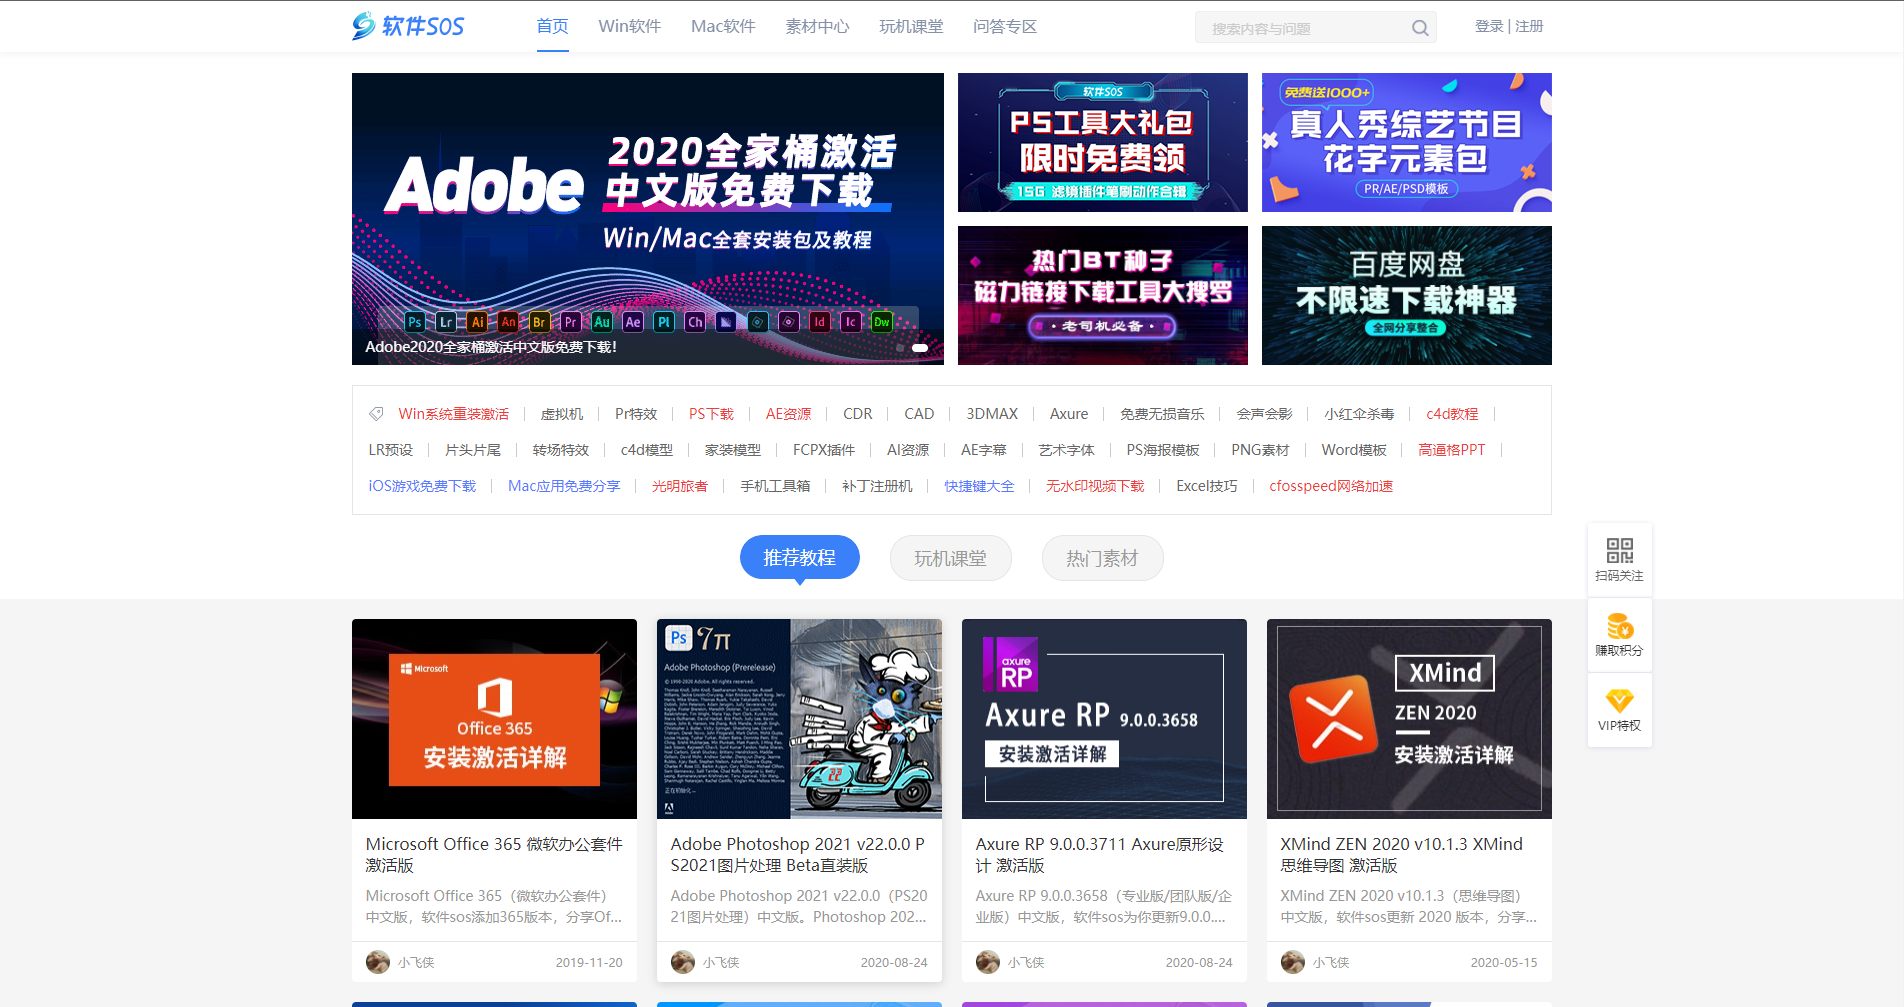 软件SOS
首页 Win软件 Mac软件 素材中心 玩机课堂 问答专区
搜索内容与问题
登录 | 注册
Adobe
2020全家桶激活
中文版免费下载
Win/Mac全套安装包及教程
Ps Lr Ai An Br Pr Au Ae Pl Ch Id Ic Dw
Adobe2020全家桶激活中文版免费下载!
软件SOS
PS工具大礼包
限时免费领
15G 滤镜插件笔刷动作合辑
免费送1000+
真人秀综艺节目
花字元素包
PR/AE/PSD模板
热门BT种子
磁力链接下载工具大搜罗
· 老司机必备 ·
百度网盘
不限速下载神器
全网分享整合
Win系统重装激活 虚拟机 Pr特效 PS下载 AE资源 CDR CAD 3DMAX Axure 免费无损音乐 会声会影 小红伞杀毒 c4d教程
LR预设 片头片尾 转场特效 c4d模型 家装模型 FCPX插件 AI资源 AE字幕 艺术字体 PS海报模板 PNG素材 Word模板 高逼格PPT
iOS游戏免费下载 Mac应用免费分享 光明旅者 手机工具箱 补丁注册机 快捷键大全 无水印视频下载 Excel技巧 cfosspeed网络加速
推荐教程 玩机课堂 热门素材
扫码关注
赚取积分
VIP特权
Microsoft
Office 365
安装激活详解
Microsoft Office 365 微软办公套件
激活版
Microsoft Office 365（微软办公套件）
中文版，软件sos添加365版本，分享Of...
小飞侠 2019-11-20
Ps
Adobe Photoshop (Prerelease)
© 1990-2020 Adobe. All rights reserved.
正在初始化...
Adobe Photoshop 2021 v22.0.0 P
S2021图片处理 Beta直装版
Adobe Photoshop 2021 v22.0.0（PS20
21图片处理）中文版。Photoshop 202...
小飞侠 2020-08-24
axure
RP
Axure RP 9.0.0.3658
安装激活详解
Axure RP 9.0.0.3711 Axure原形设
计 激活版
Axure RP 9.0.0.3658（专业版/团队版/企
业版）中文版，软件sos为你更新9.0.0....
小飞侠 2020-08-24
XMind
ZEN 2020
安装激活详解
XMind ZEN 2020 v10.1.3 XMind
思维导图 激活版
XMind ZEN 2020 v10.1.3（思维导图）
中文版，软件sos更新 2020 版本，分享...
小飞侠 2020-05-15